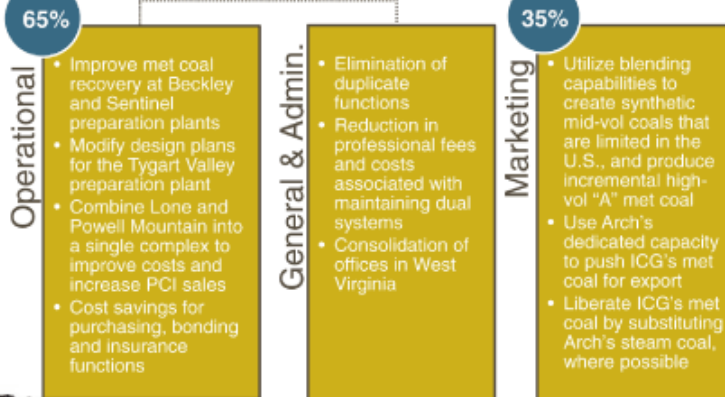 65%
Operational
• Improve met coal
recovery at Beckley
and Sentinel
preparation plants
• Modify design plans
for the Tygart Valley
preparation plant
• Combine Lone and
Powell Mountain into
a single complex to
improve costs and
increase PCI sales
• Cost savings for
purchasing, bonding
and insurance
functions
General & Admin.
• Elimination of
duplicate
functions
• Reduction in
professional fees
and costs
associated with
maintaining dual
systems
• Consolidation of
offices in West
Virginia
35%
Marketing
• Utilize blending
capabilities to
create synthetic
mid-vol coals that
are limited in the
U.S., and produce
incremental high-
vol “A” met coal
• Use Arch’s
dedicated capacity
to push ICG’s met
coal for export
• Liberate ICG’s met
coal by substituting
Arch’s steam coal,
where possible